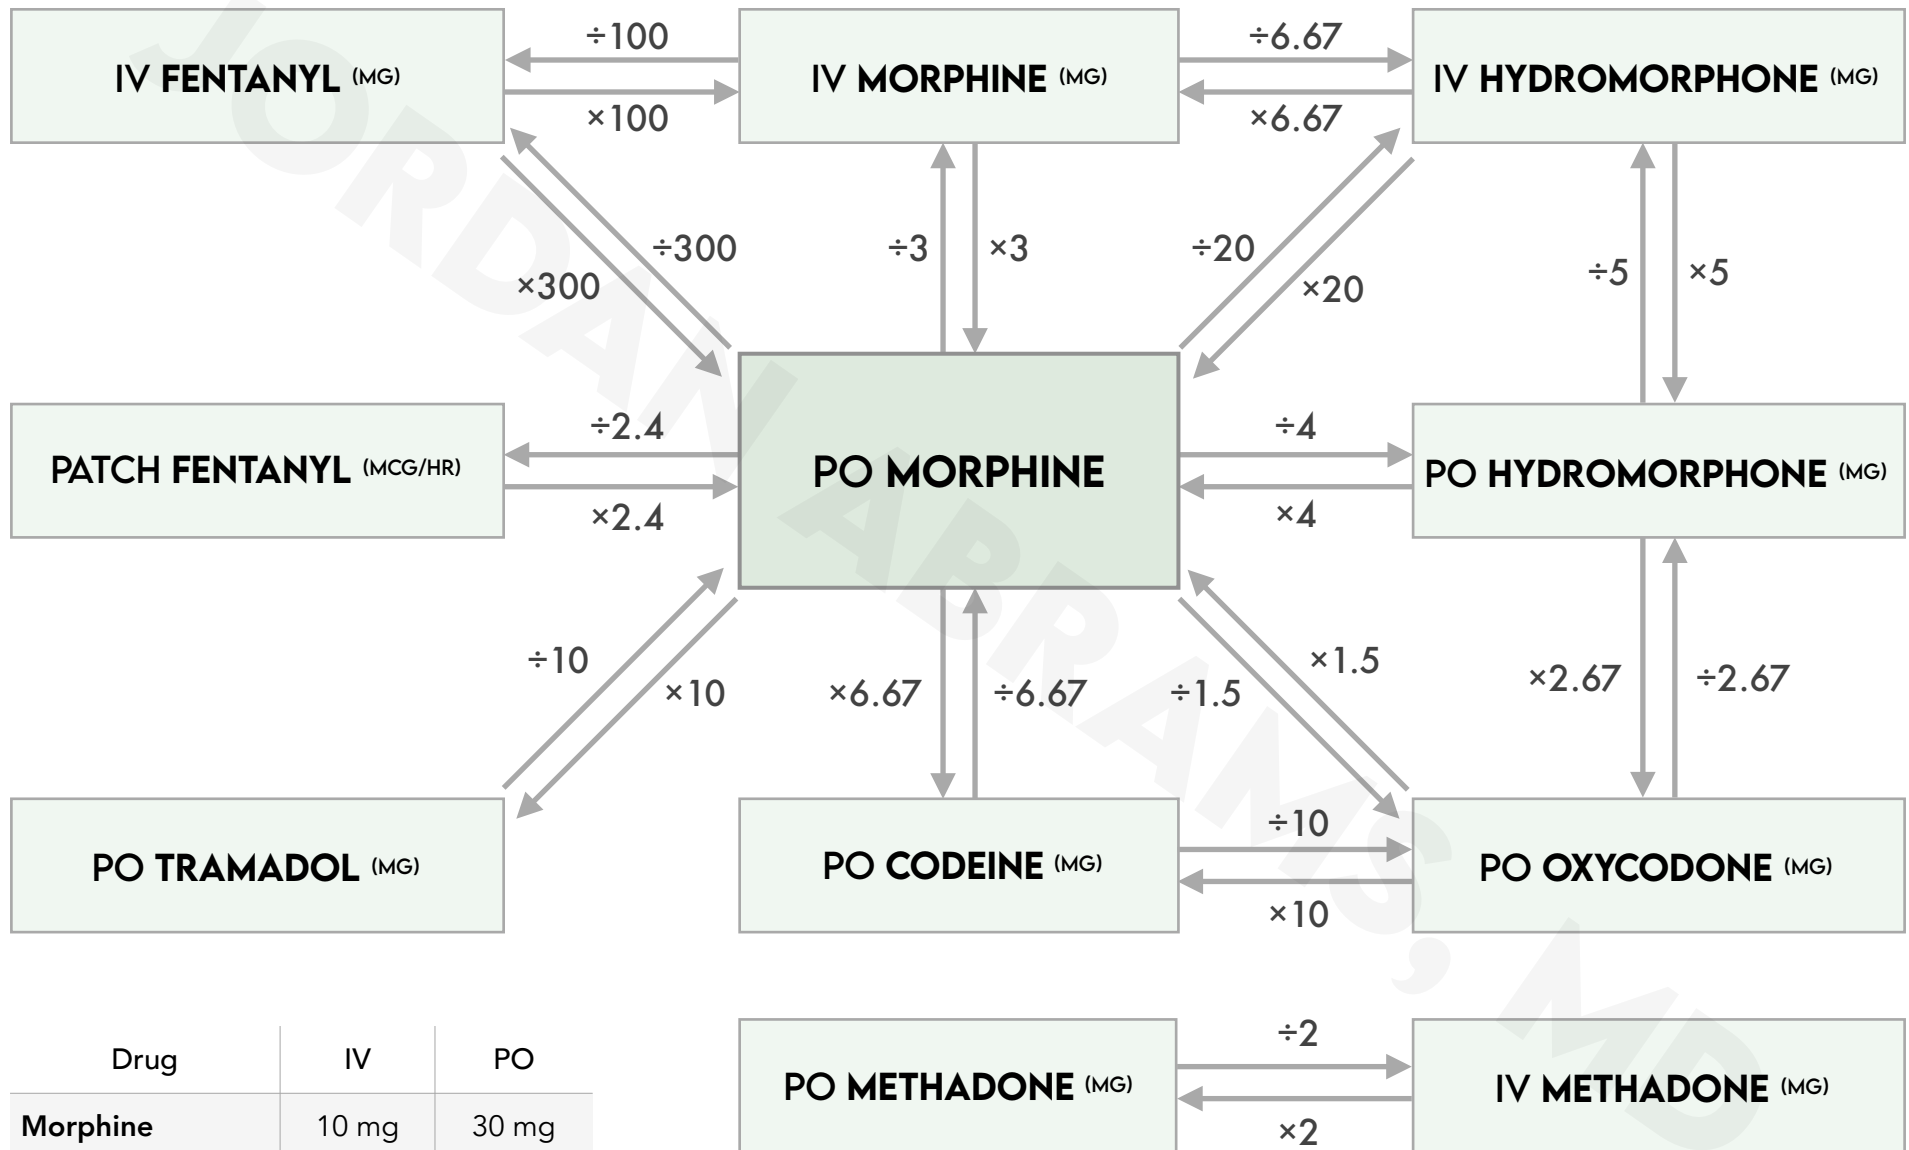 IV FENTANYL (MG)
÷100
×100
IV MORPHINE (MG)
÷6.67
×6.67
IV HYDROMORPHONE (MG)
÷300
×300
÷3
×3
÷20
×20
÷5
×5
PATCH FENTANYL (MCG/HR)
÷2.4
×2.4
PO MORPHINE
÷4
×4
PO HYDROMORPHONE (MG)
÷10
×10
×6.67
÷6.67
÷1.5
×1.5
×2.67
÷2.67
PO TRAMADOL (MG)
PO CODEINE (MG)
÷10
×10
PO OXYCODONE (MG)
Drug IV PO
Morphine 10 mg 30 mg
PO METHADONE (MG)
÷2
×2
IV METHADONE (MG)
JORDAN ABRAMS, MD